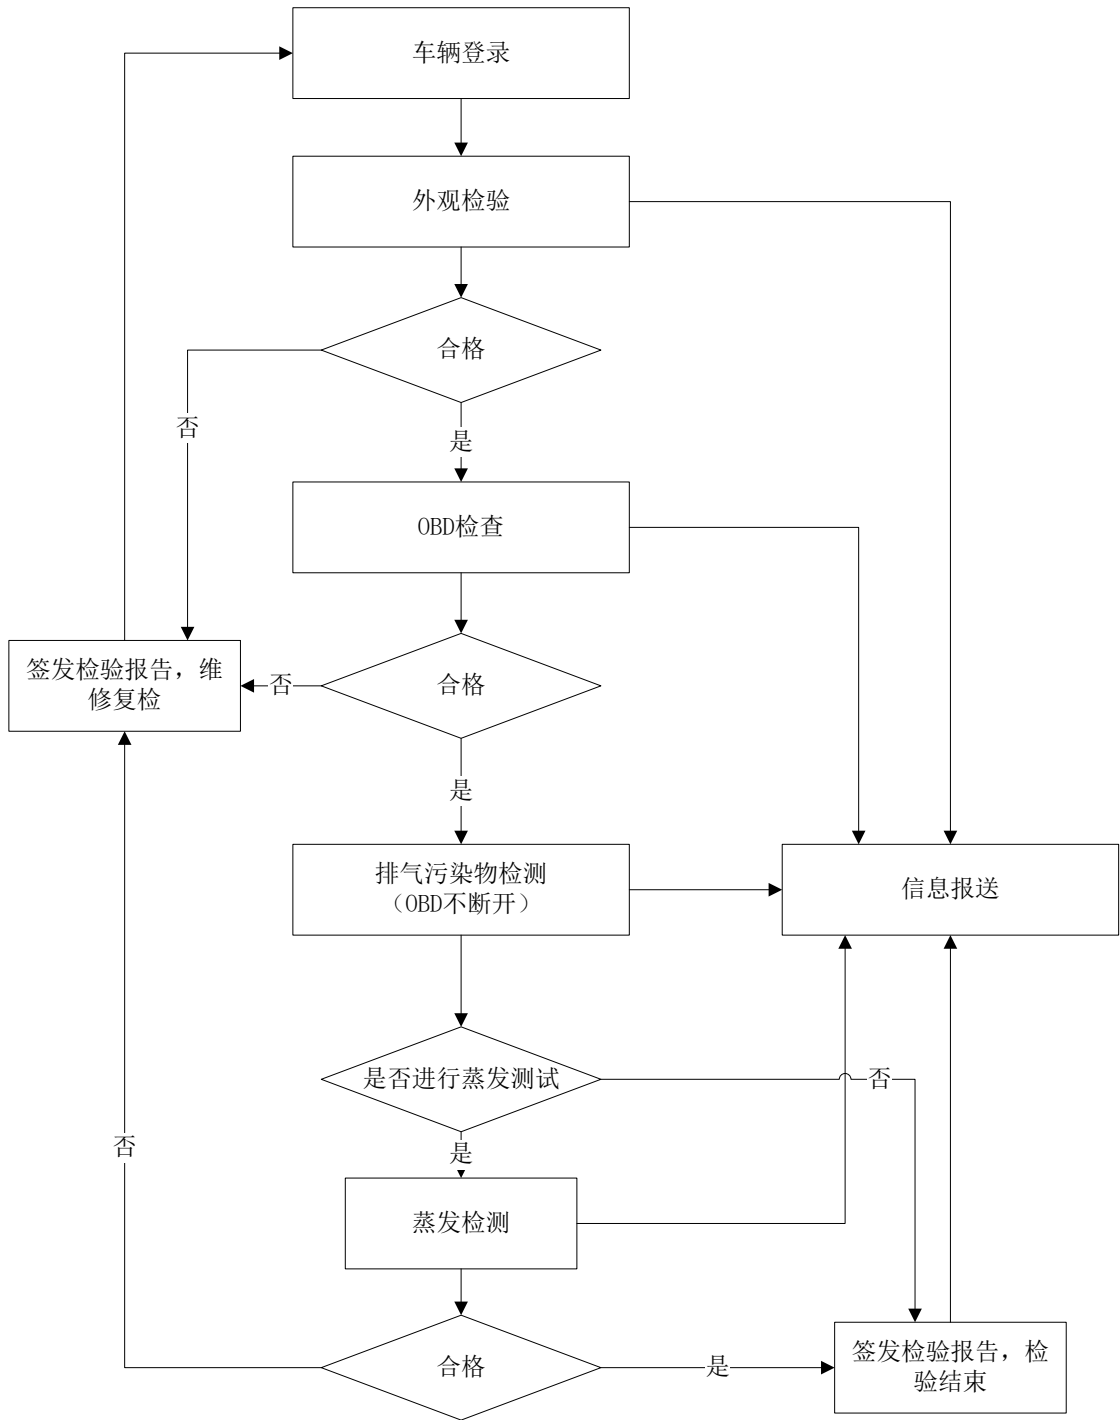 车辆登录
外观检验
合格
否
是
OBD检查
签发检验报告，维
修复检
否
合格
是
排气污染物检测
（OBD不断开）
信息报送
是否进行蒸发测试
否
是
否
蒸发检测
合格
是
签发检验报告，检
验结束